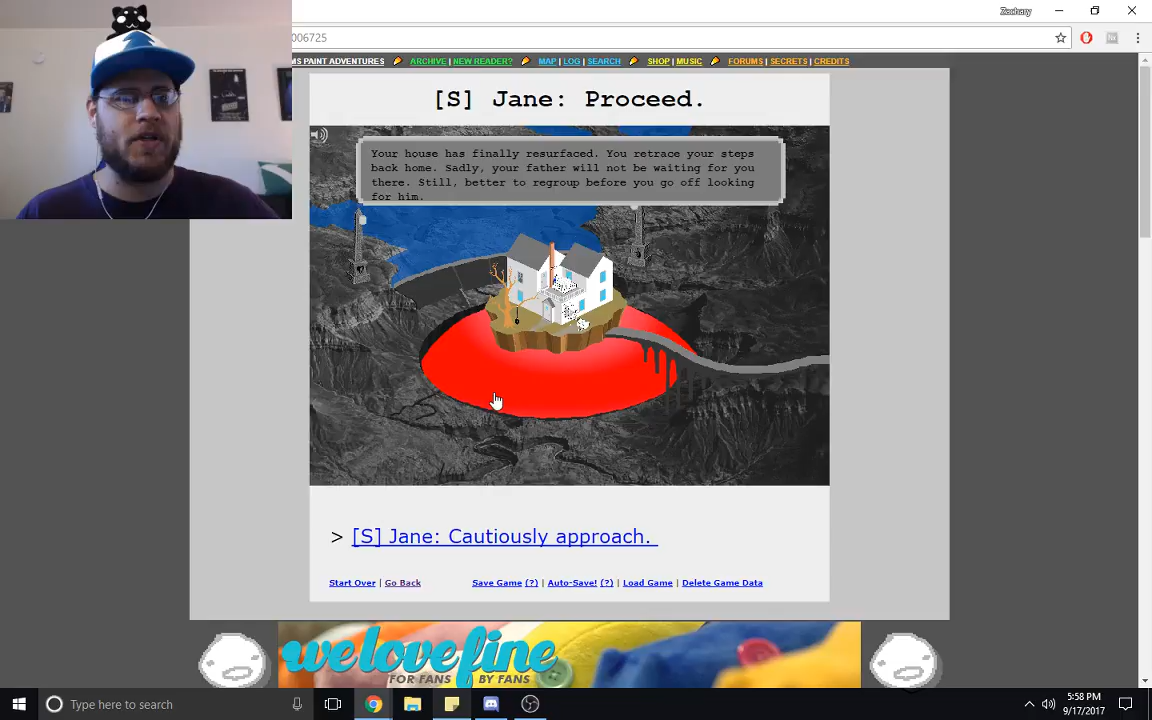 Zachary
006725
MS PAINT ADVENTURES ARCHIVE | NEW READER? MAP | LOG | SEARCH SHOP | MUSIC FORUMS | SECRETS | CREDITS
[S] Jane: Proceed.
Your house has finally resurfaced. You retrace your steps
back home. Sadly, your father will not be waiting for you
there. Still, better to regroup before you go off looking
for him.
> [S] Jane: Cautiously approach.
Start Over | Go Back Save Game (?) | Auto-Save! (?) | Load Game | Delete Game Data
welovefine
FOR FANS BY FANS
Type here to search
5:58 PM
9/17/2017